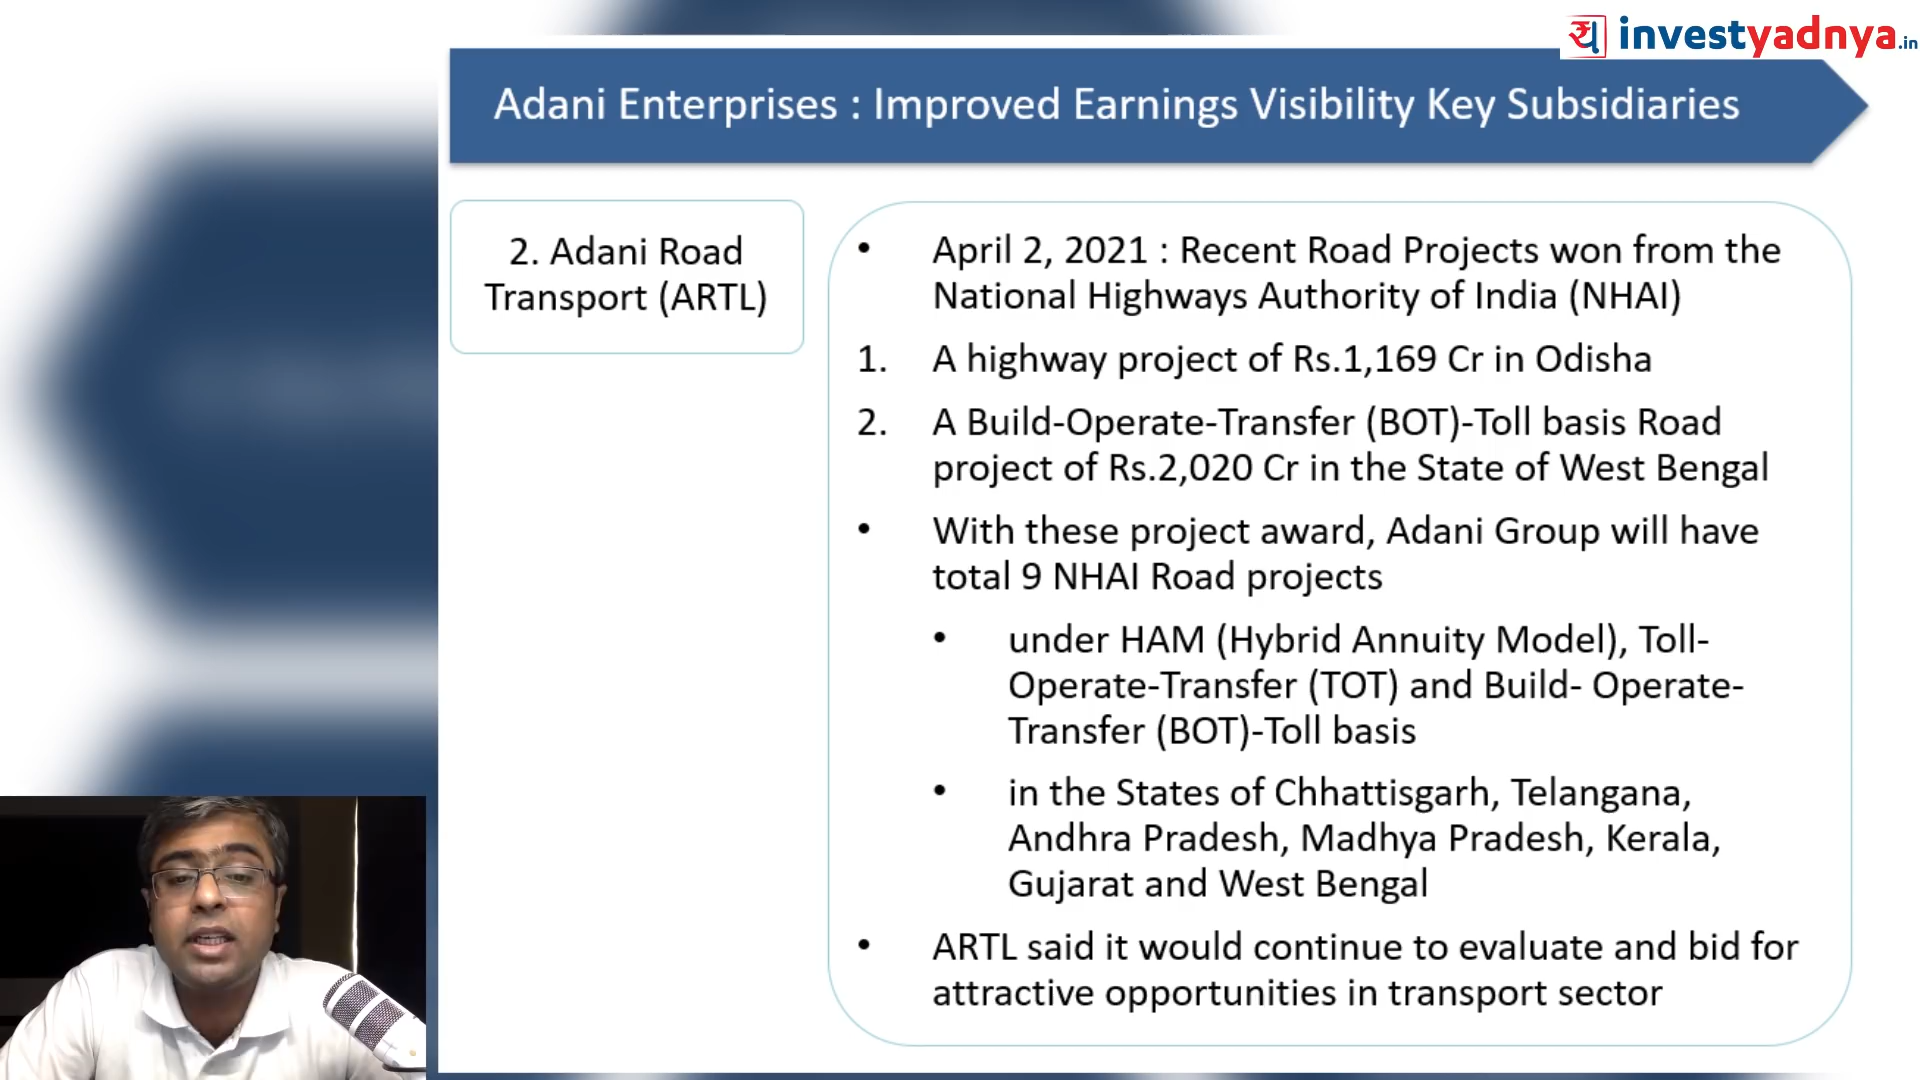 investyadnya.in
Adani Enterprises : Improved Earnings Visibility Key Subsidiaries
2. Adani Road
Transport (ARTL)
• April 2, 2021 : Recent Road Projects won from the
National Highways Authority of India (NHAI)
1. A highway project of Rs.1,169 Cr in Odisha
2. A Build-Operate-Transfer (BOT)-Toll basis Road
project of Rs.2,020 Cr in the State of West Bengal
• With these project award, Adani Group will have
total 9 NHAI Road projects
• under HAM (Hybrid Annuity Model), Toll-
Operate-Transfer (TOT) and Build- Operate-
Transfer (BOT)-Toll basis
• in the States of Chhattisgarh, Telangana,
Andhra Pradesh, Madhya Pradesh, Kerala,
Gujarat and West Bengal
• ARTL said it would continue to evaluate and bid for
attractive opportunities in transport sector